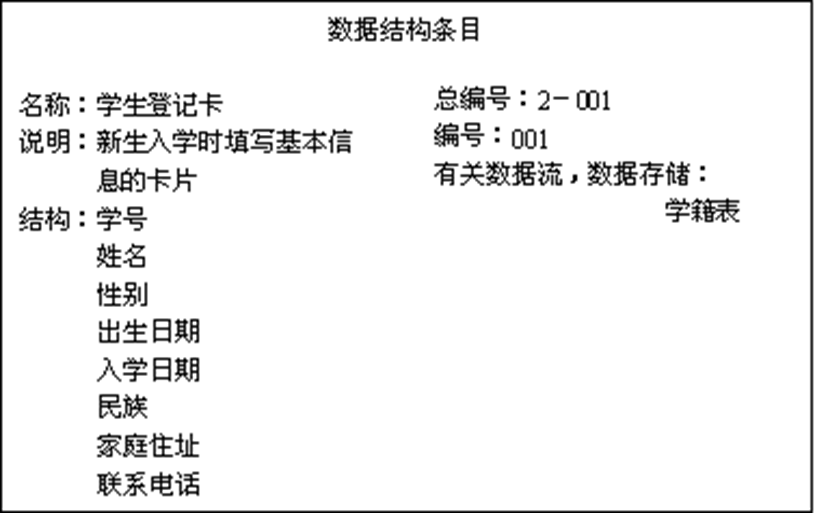 数据结构条目
名称：学生登记卡
总编号：2－001
说明：新生入学时填写基本信
编号：001
息的卡片
有关数据流，数据存储：
学籍表
结构：学号
姓名
性别
出生日期
入学日期
民族
家庭住址
联系电话